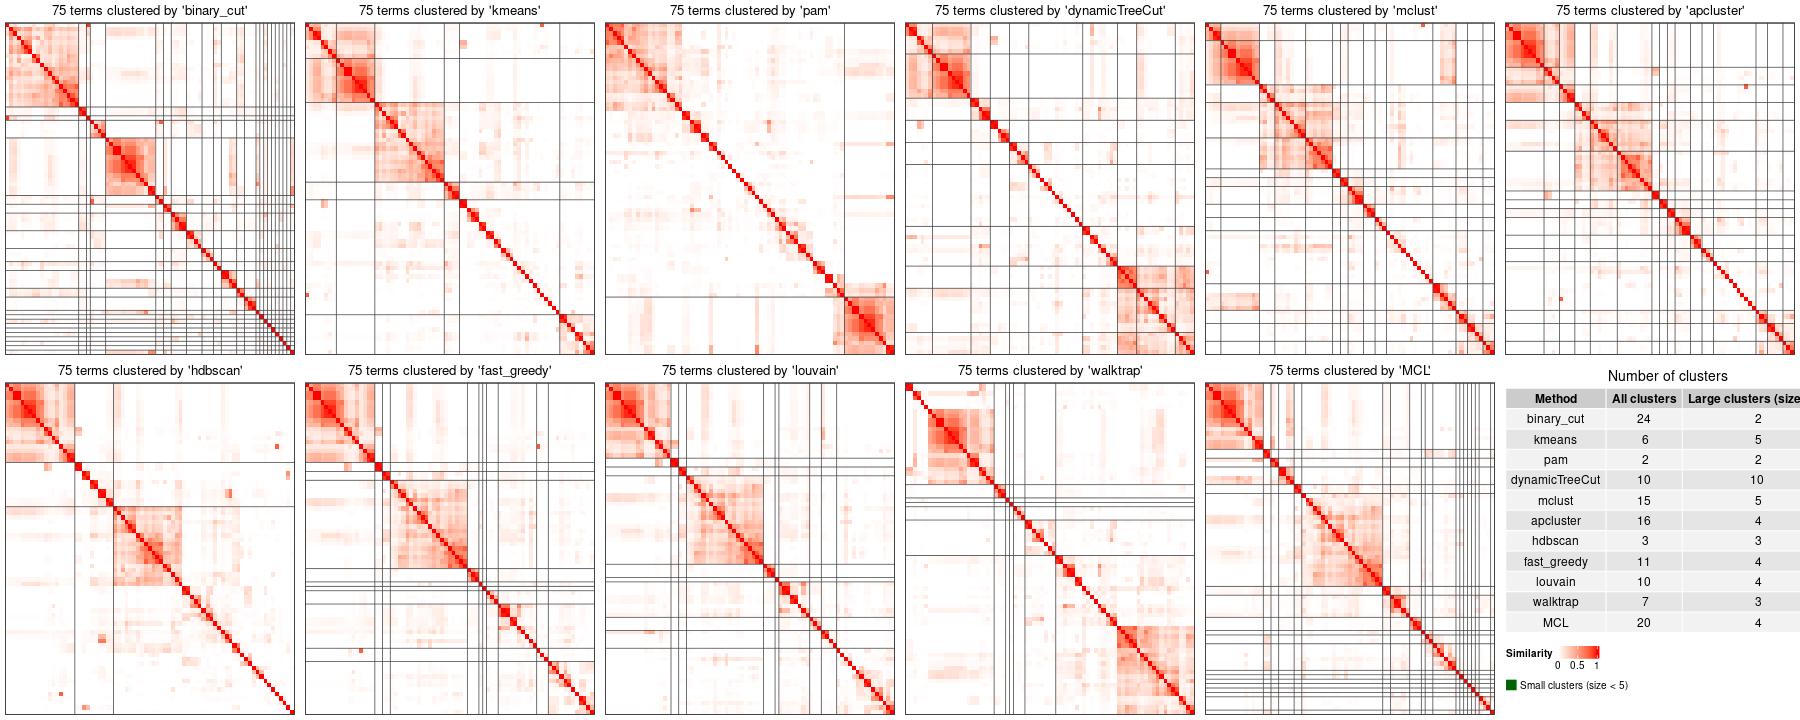 75 terms clustered by 'binary_cut'
75 terms clustered by 'kmeans'
75 terms clustered by 'pam'
75 terms clustered by 'dynamicTreeCut'
75 terms clustered by 'mclust'
75 terms clustered by 'apcluster'
75 terms clustered by 'hdbscan'
75 terms clustered by 'fast_greedy'
75 terms clustered by 'louvain'
75 terms clustered by 'walktrap'
75 terms clustered by 'MCL'
Number of clusters
Method All clusters Large clusters (size
binary_cut 24 2
kmeans 6 5
pam 2 2
dynamicTreeCut 10 10
mclust 15 5
apcluster 16 4
hdbscan 3 3
fast_greedy 11 4
louvain 10 4
walktrap 7 3
MCL 20 4
Similarity
0 0.5 1
Small clusters (size < 5)